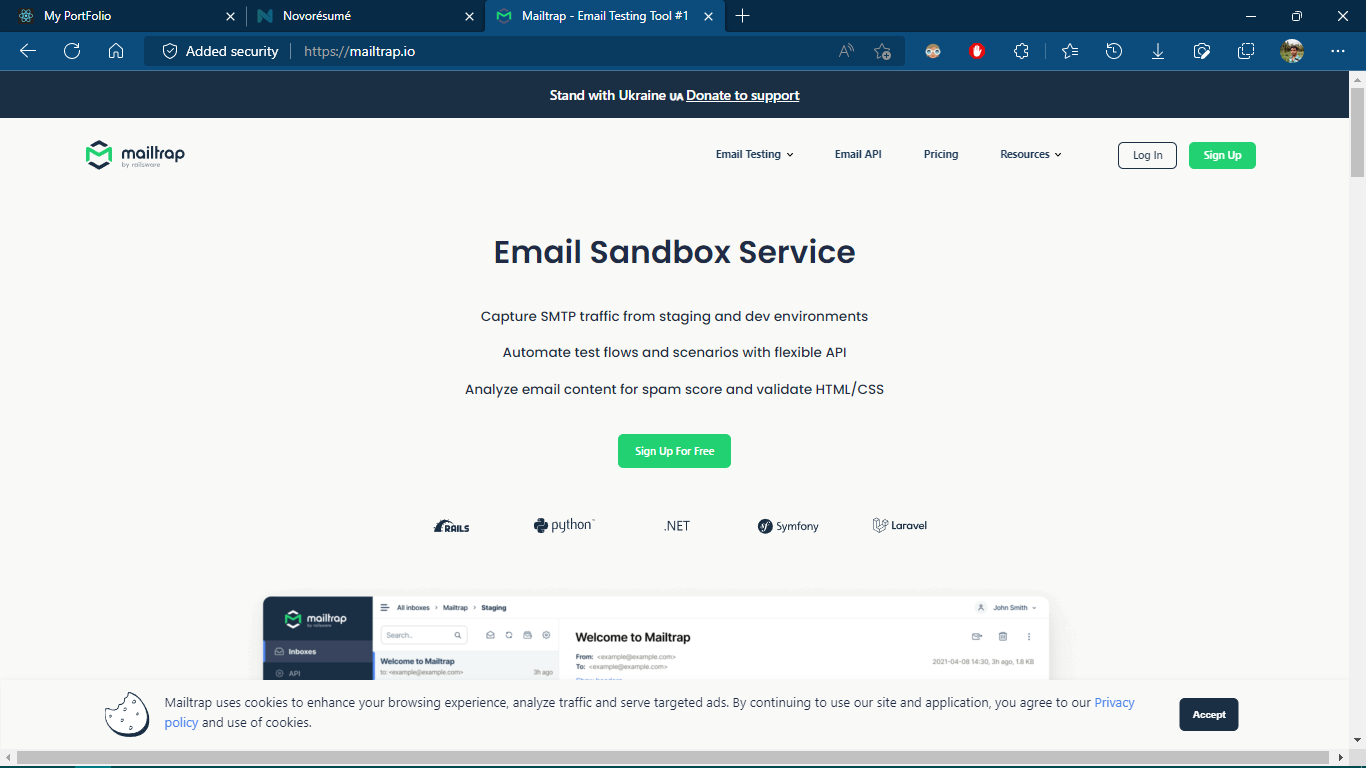 My PortFolio
Novorésumé
Mailtrap - Email Testing Tool #1
Added security
https://mailtrap.io
Stand with Ukraine UA Donate to support
mailtrap
by railsware
Email Testing
Email API
Pricing
Resources
Log In
Sign Up
Email Sandbox Service
Capture SMTP traffic from staging and dev environments
Automate test flows and scenarios with flexible API
Analyze email content for spam score and validate HTML/CSS
Sign Up For Free
RAILS
python
.NET
sf Symfony
Laravel
mailtrap
by railsware
All inboxes › Mailtrap › Staging
John Smith
Search..
Welcome to Mailtrap
From: <example@example.com>
To: <example@example.com>
2021-04-08 14:30, 3h ago, 1.8 KB
Inboxes
Welcome to Mailtrap
to: <example@example.com>
3h ago
API
Mailtrap uses cookies to enhance your browsing experience, analyze traffic and serve targeted ads. By continuing to use our site and application, you agree to our Privacy
policy and use of cookies.
Accept